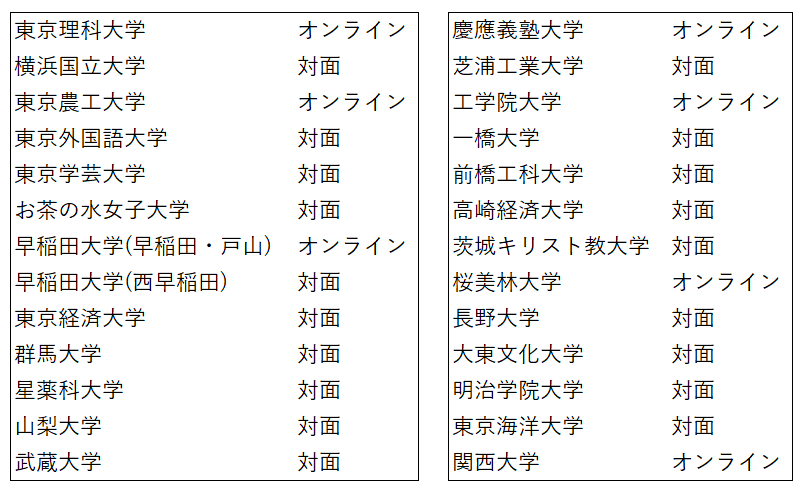 東京理科大学 オンライン
横浜国立大学 対面
東京農工大学 オンライン
東京外国語大学 対面
東京学芸大学 対面
お茶の水女子大学 対面
早稲田大学(早稲田・戸山) オンライン
早稲田大学(西早稲田) 対面
東京経済大学 対面
群馬大学 対面
星薬科大学 対面
山梨大学 対面
武蔵大学 対面
慶應義塾大学 オンライン
芝浦工業大学 対面
工学院大学 オンライン
一橋大学 対面
前橋工科大学 対面
高崎経済大学 対面
茨城キリスト教大学 対面
桜美林大学 オンライン
長野大学 対面
大東文化大学 対面
明治学院大学 対面
東京海洋大学 対面
関西大学 オンライン